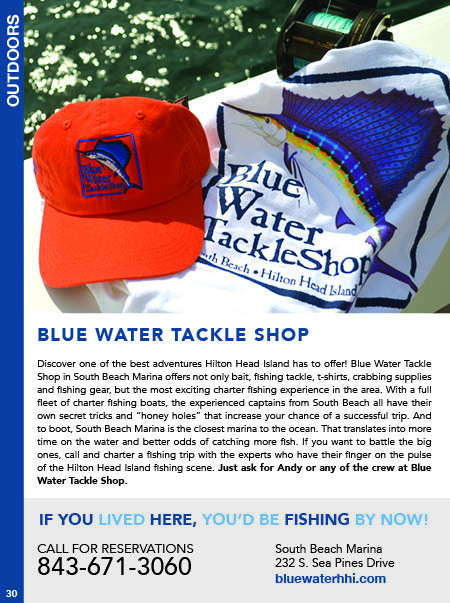 OUTDOORS
Blue
Water
TackleShop
Blue
Water
TackleShop
South Beach • Hilton Head Island
BLUE WATER TACKLE SHOP
Discover one of the best adventures Hilton Head Island has to offer! Blue Water Tackle
Shop in South Beach Marina offers not only bait, fishing tackle, t-shirts, crabbing supplies
and fishing gear, but the most exciting charter fishing experience in the area. With a full
fleet of charter fishing boats, the experienced captains from South Beach all have their
own secret tricks and “honey holes” that increase your chance of a successful trip. And
to boot, South Beach Marina is the closest marina to the ocean. That translates into more
time on the water and better odds of catching more fish. If you want to battle the big
ones, call and charter a fishing trip with the experts who have their finger on the pulse
of the Hilton Head Island fishing scene. Just ask for Andy or any of the crew at Blue
Water Tackle Shop.
IF YOU LIVED HERE, YOU’D BE FISHING BY NOW!
CALL FOR RESERVATIONS
843-671-3060
South Beach Marina
232 S. Sea Pines Drive
bluewaterhhi.com
30